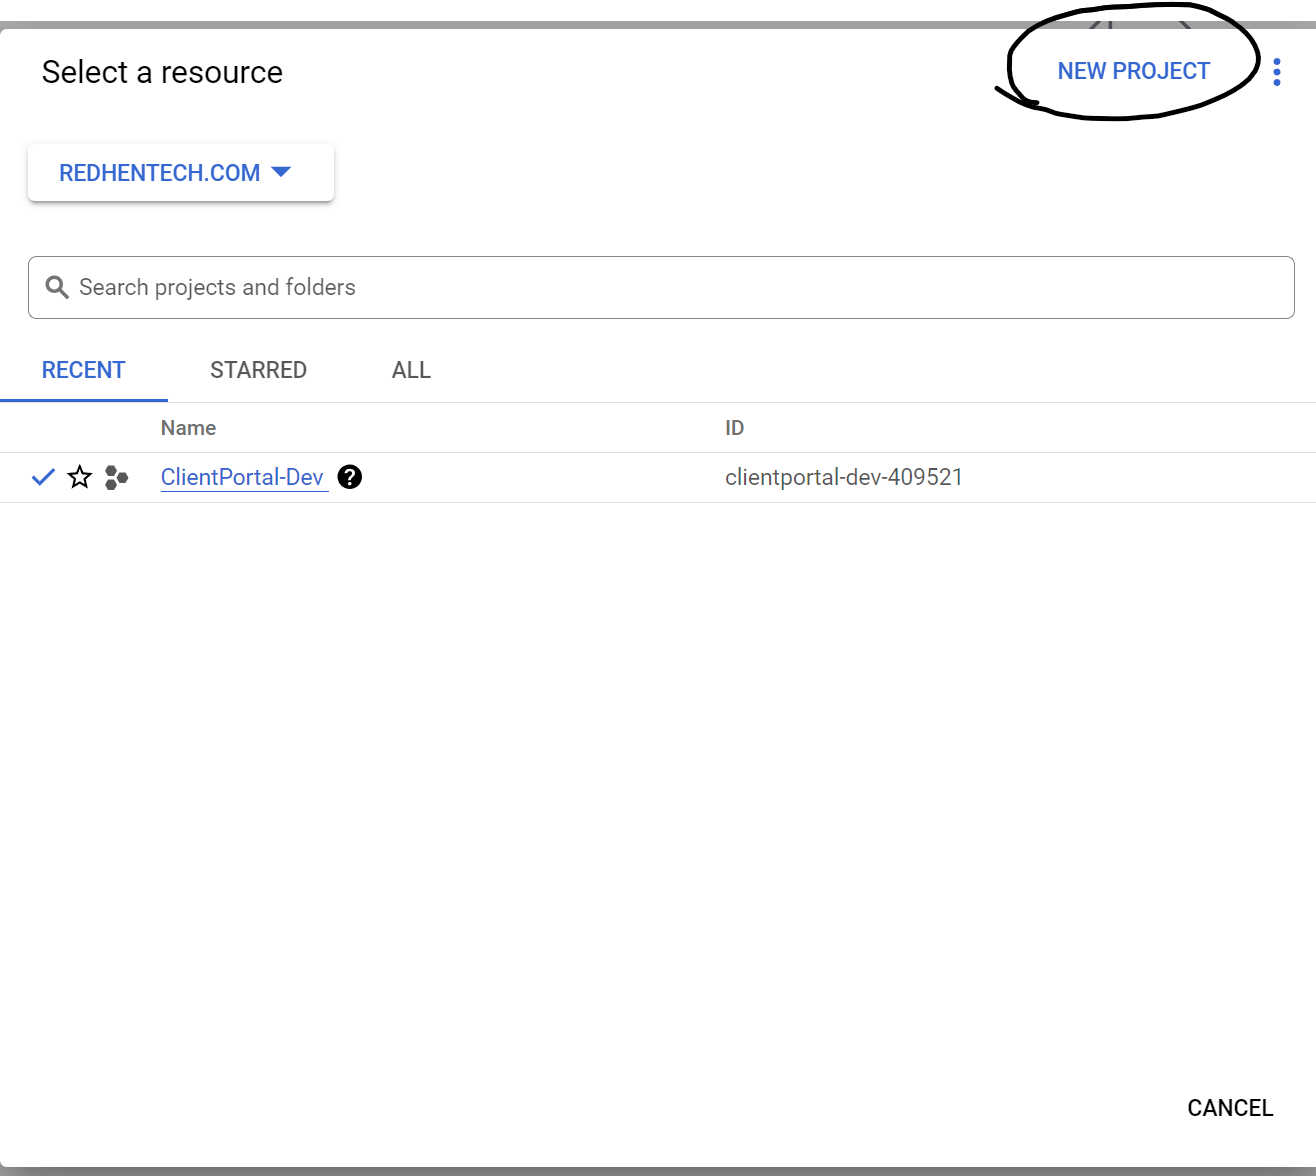 Select a resource
NEW PROJECT
REDHENTECH.COM
Search projects and folders
RECENT STARRED ALL
Name ID
ClientPortal-Dev ? clientportal-dev-409521
CANCEL